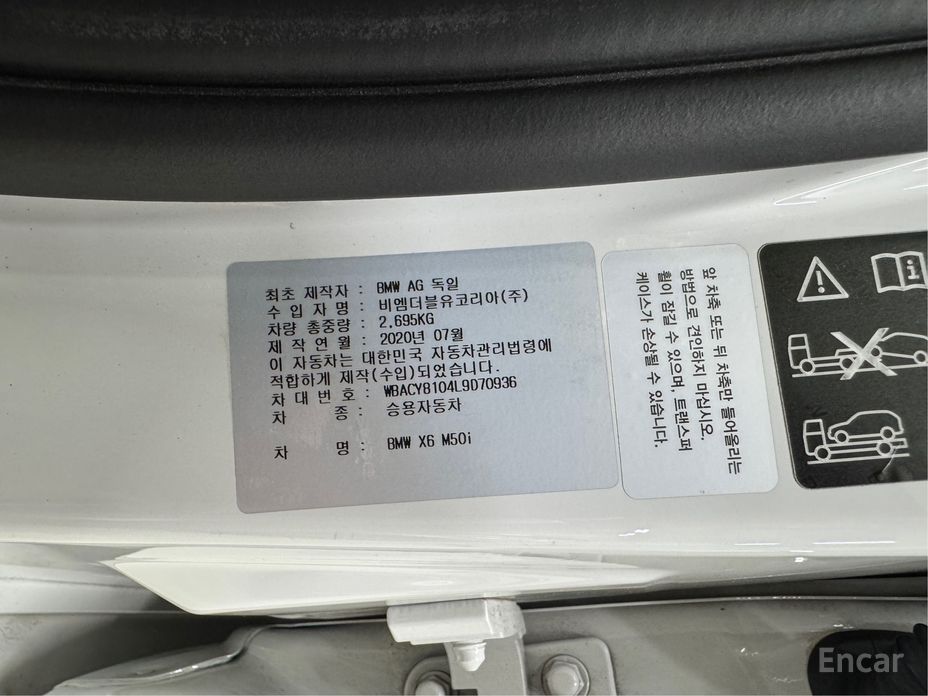 최초 제작자 : BMW AG 독일
수 입 자 명 : 비엠더블유코리아(주)
차량 총중량 : 2,695KG
제 작 연 월 : 2020년 07월
이 자동차는 대한민국 자동차관리법령에
적합하게 제작(수입)되었습니다.
차 대 번 호 : WBACY8104L9D70936
차 종 : 승용자동차
차 명 : BMW X6 M50i
앞 차축 또는 뒤 차축만 들어올리는
방법으로 견인하지 마십시오.
휠이 잠길 수 있으며, 트랜스퍼
케이스가 손상될 수 있습니다.
Encar